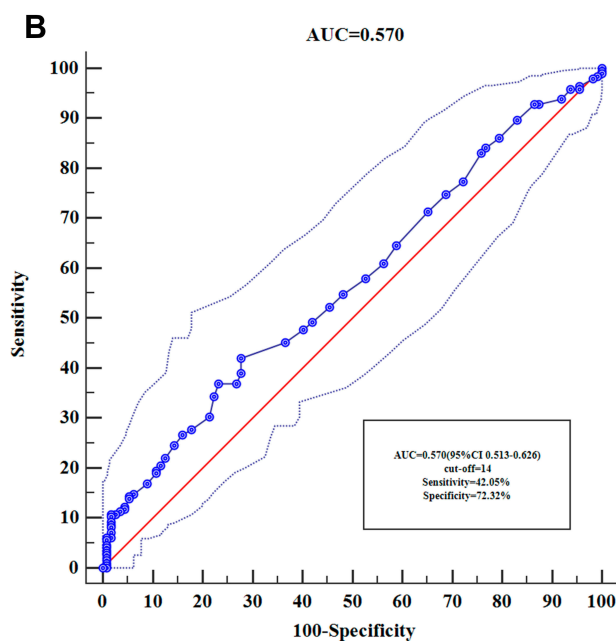 B
AUC=0.570
Sensitivity
100
90
80
70
60
50
40
30
20
10
0
AUC=0.570(95%CI 0.513-0.626)
cut-off=14
Sensitivity=42.05%
Specificity=72.32%
0 10 20 30 40 50 60 70 80 90 100
100-Specificity